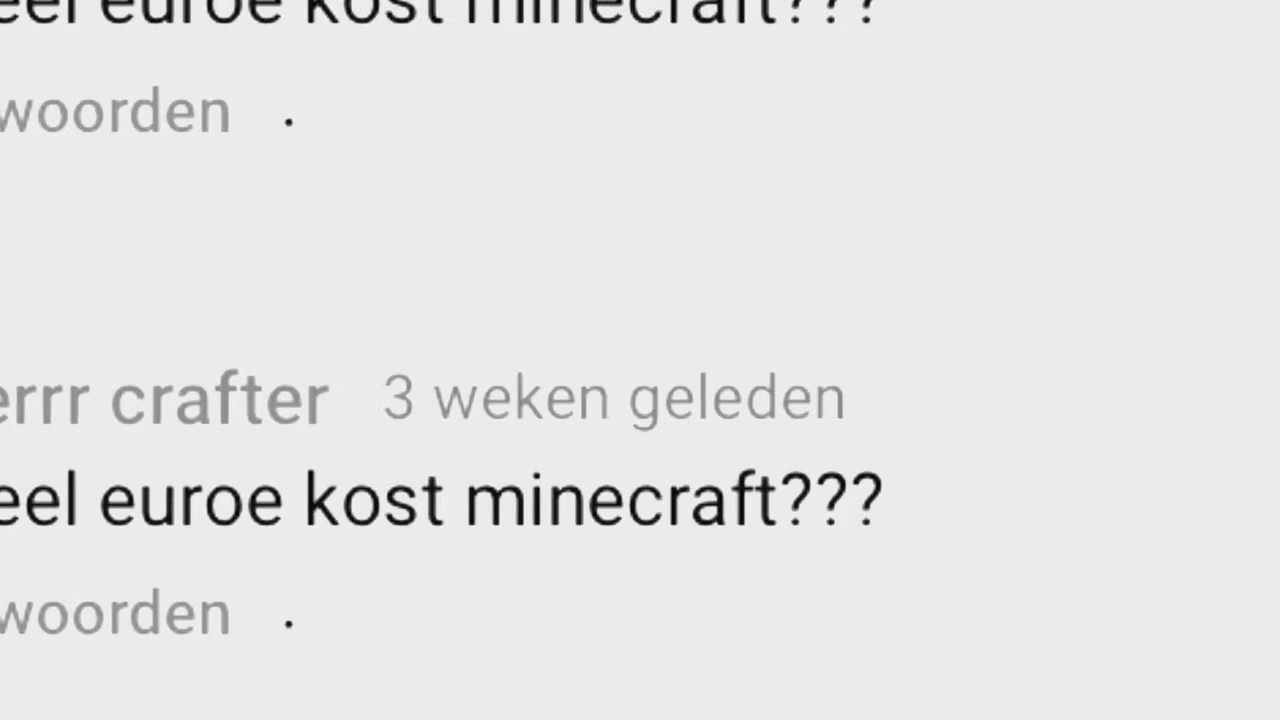 eel euroe kost minecraft???
woorden .
errr crafter 3 weken geleden
eel euroe kost minecraft???
woorden .